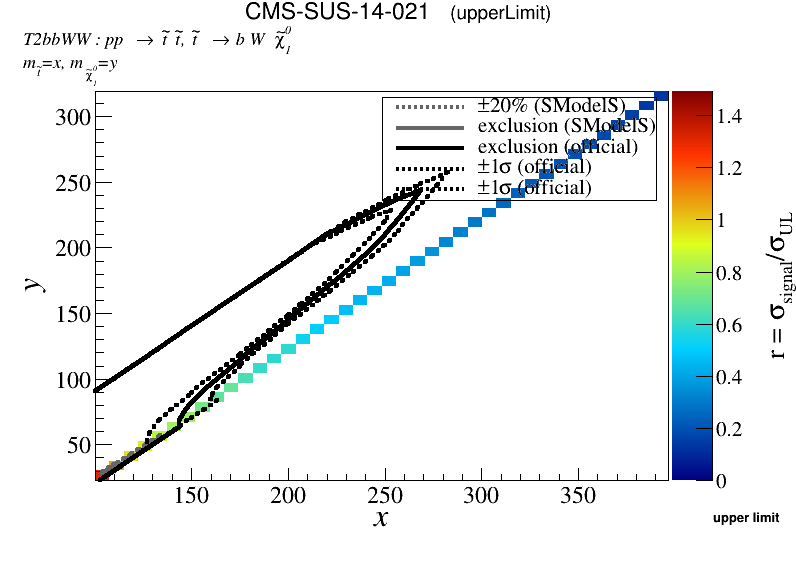 CMS-SUS-14-021 (upperLimit)
T2bbWW : pp → t̃ t̃, t̃ → b W χ̃⁰₁
m_t̃=x, m_χ̃⁰₁=y
±20% (SModelS)
exclusion (SModelS)
exclusion (official)
±1σ (official)
±1σ (official)
300
250
200
150
100
50
y
150 200 250 300 350
x
1.4
1.2
1
0.8
0.6
0.4
0.2
0
r = σ_signal/σ_UL
upper limit